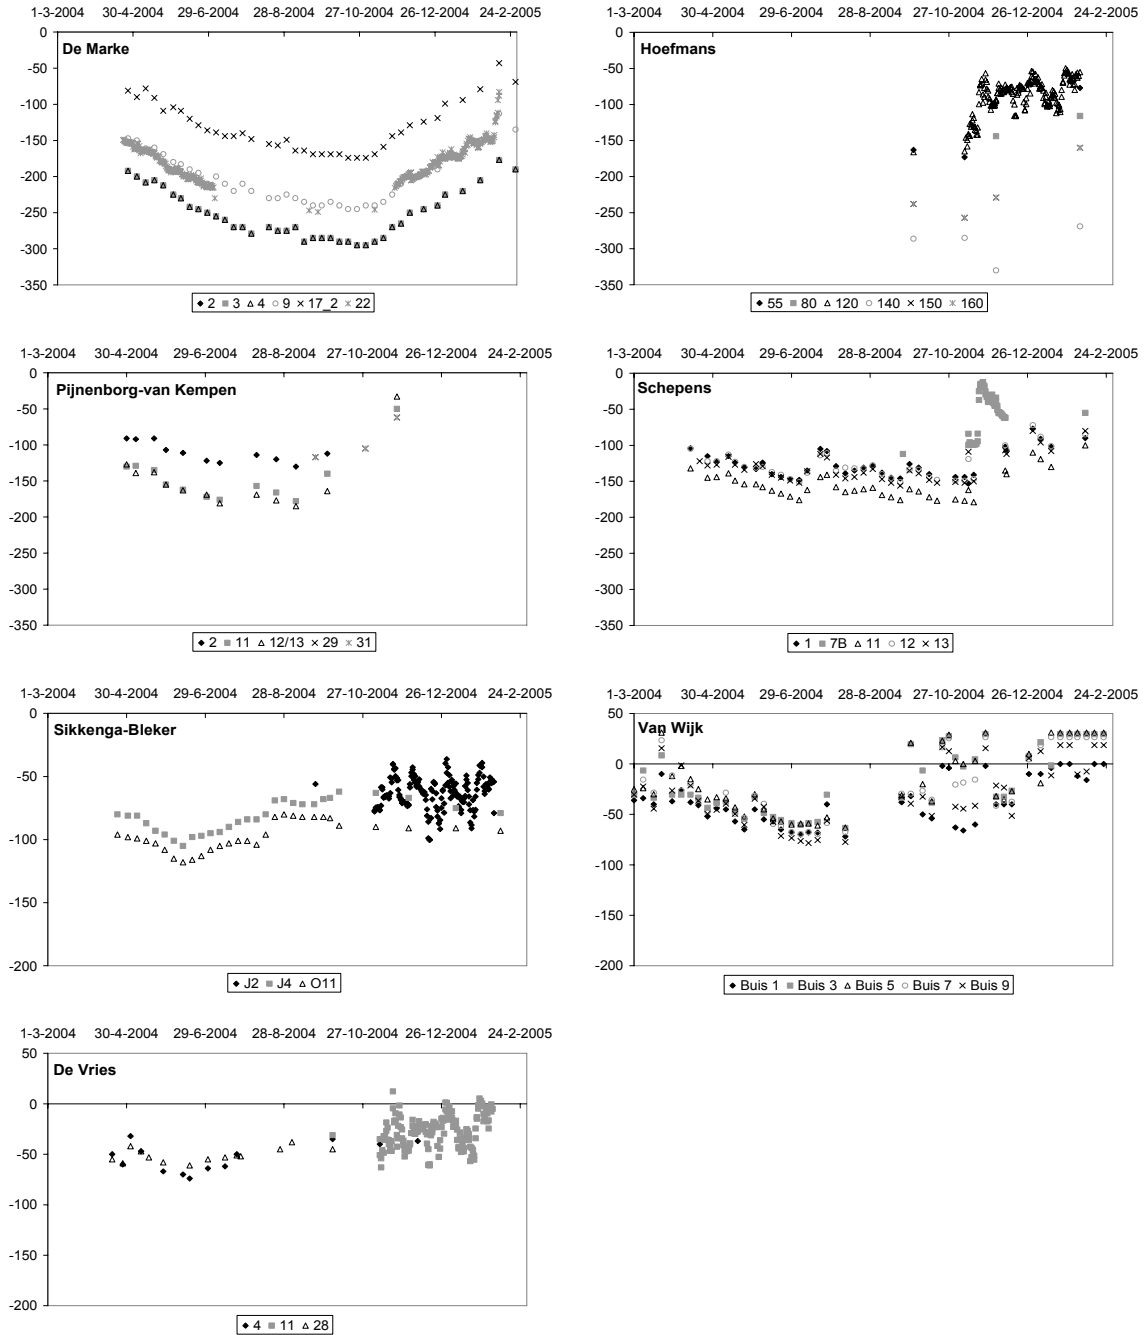 1-3-2004 30-4-2004 29-6-2004 28-8-2004 27-10-2004 26-12-2004 24-2-2005
0
De Marke
-50
-100
-150
-200
-250
-300
-350
2 3 4 9 17_2 22
1-3-2004 30-4-2004 29-6-2004 28-8-2004 27-10-2004 26-12-2004 24-2-2005
0
Hoefmans
-50
-100
-150
-200
-250
-300
-350
55 80 120 140 150 160
1-3-2004 30-4-2004 29-6-2004 28-8-2004 27-10-2004 26-12-2004 24-2-2005
0
Pijnenborg-van Kempen
-50
-100
-150
-200
-250
-300
-350
2 11 12/13 29 31
1-3-2004 30-4-2004 29-6-2004 28-8-2004 27-10-2004 26-12-2004 24-2-2005
0
Schepens
-50
-100
-150
-200
-250
-300
-350
1 7B 11 12 13
1-3-2004 30-4-2004 29-6-2004 28-8-2004 27-10-2004 26-12-2004 24-2-2005
0
Sikkenga-Bleker
-50
-100
-150
-200
J2 J4 O11
1-3-2004 30-4-2004 29-6-2004 28-8-2004 27-10-2004 26-12-2004 24-2-2005
50
Van Wijk
0
-50
-100
-150
-200
Buis 1 Buis 3 Buis 5 Buis 7 Buis 9
1-3-2004 30-4-2004 29-6-2004 28-8-2004 27-10-2004 26-12-2004 24-2-2005
50
De Vries
0
-50
-100
-150
-200
4 11 28